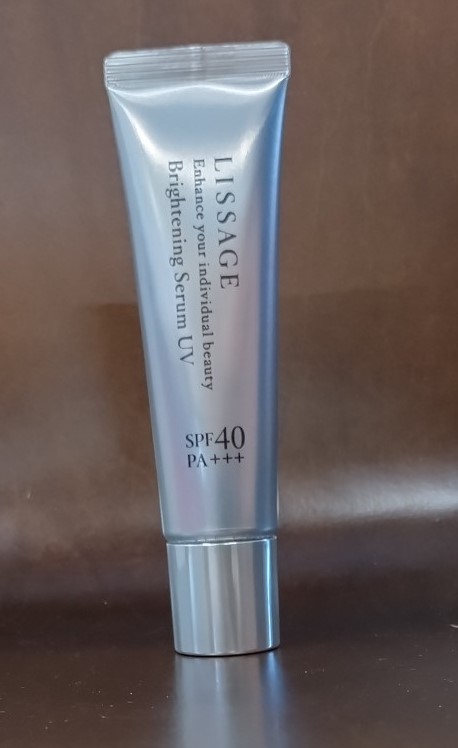 LISSAGE
Enhance your individual beauty
Brightening Serum UV
SPF40
PA+++